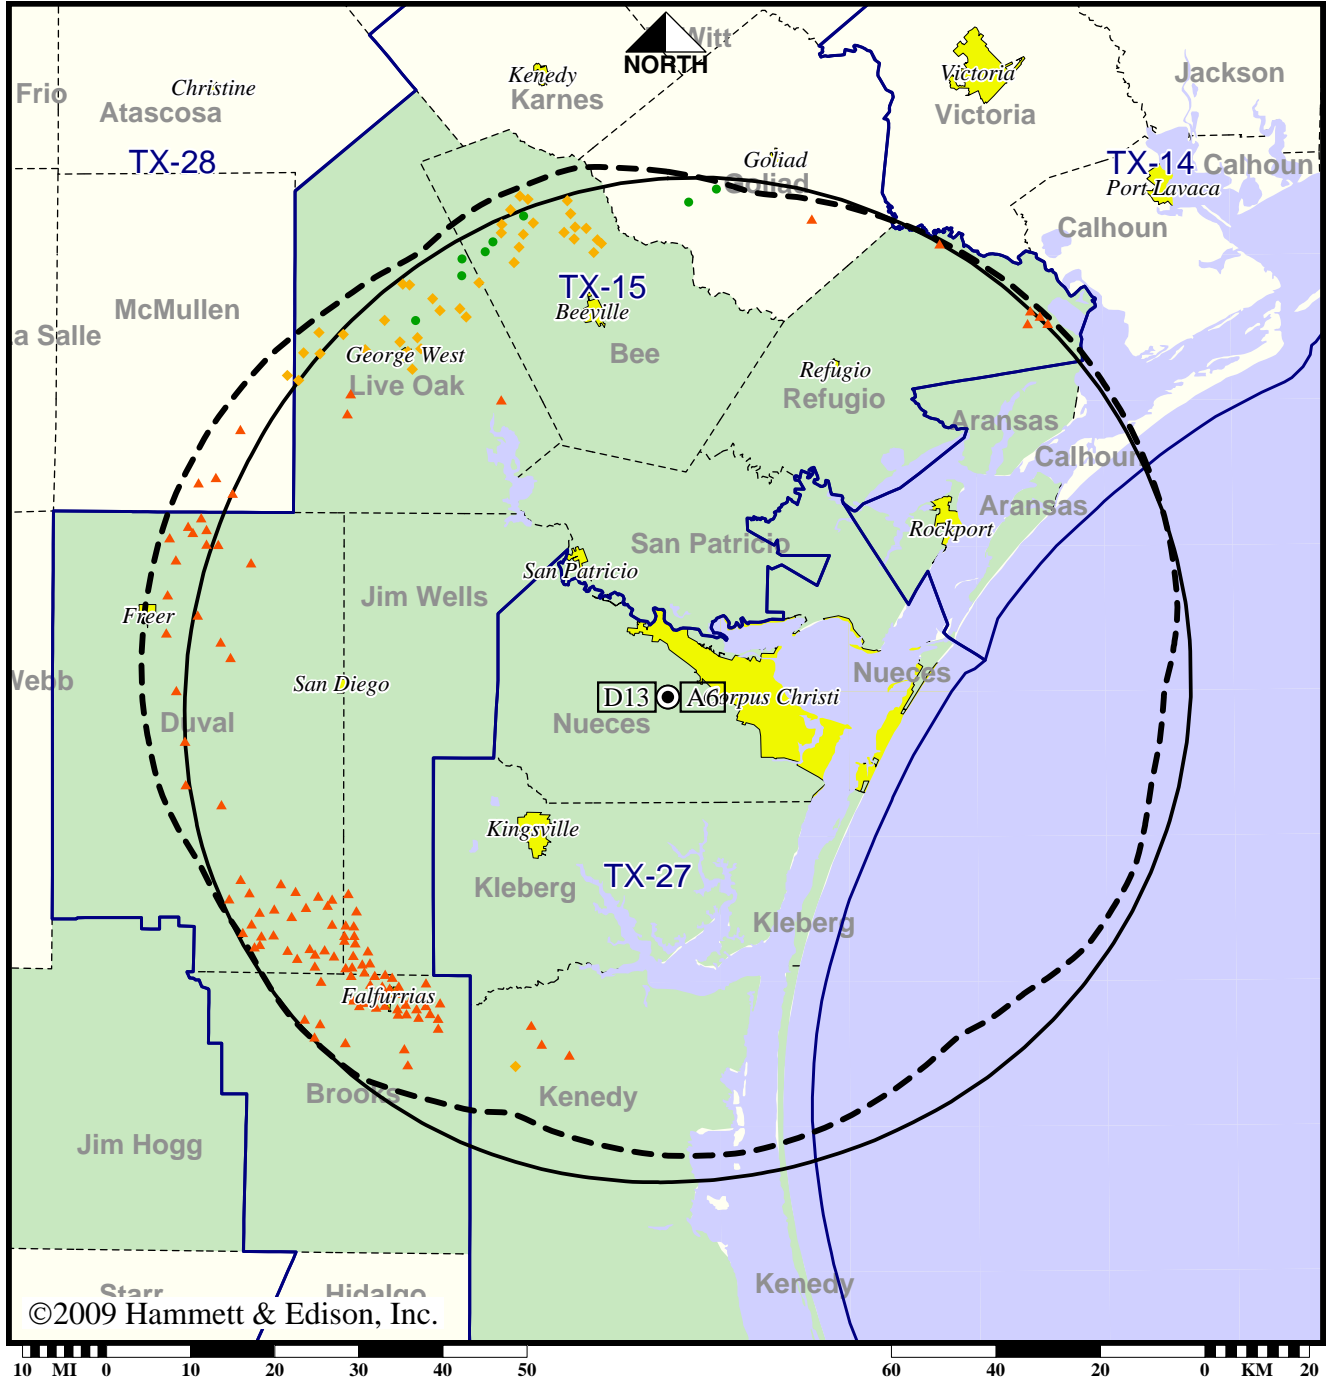 Witt
NORTH
Frio
Christine
Atascosa
Kenedy
Karnes
Victoria
Victoria
Jackson
TX-28
Goliad
Goliad
TX-14
Calhoun
Port Lavaca
Calhoun
McMullen
TX-15
Beeville
a Salle
George West
Bee
Live Oak
Refugio
Refugio
Aransas
Calhoun
Aransas
Rockport
San Patricio
San Patricio
Jim Wells
Freer
Webb
San Diego
Nueces
D13
A6
orpus Christi
Duval
Nueces
Kingsville
TX-27
Kleberg
Kleberg
Falfurrias
Brooks
Kenedy
Jim Hogg
Kenedy
Starr
Hidalgo
©2009 Hammett & Edison, Inc.
10 MI 0 10 20 30 40 50
60 40 20 0 KM 20